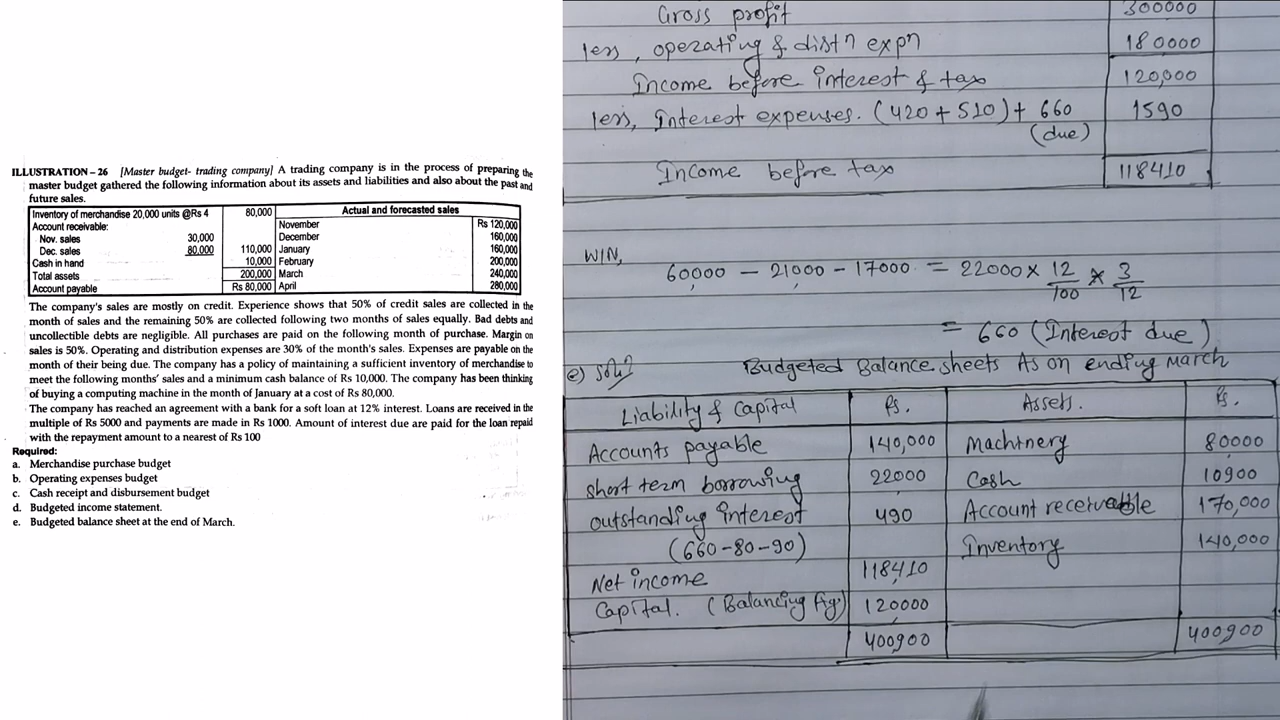 ILLUSTRATION – 26 [Master budget- trading company] A trading company is in the process of preparing the
master budget gathered the following information about its assets and liabilities and also about the past and
future sales.
Inventory of merchandise 20,000 units @Rs 4 80,000 Actual and forecasted sales
Account receivable: November Rs 120,000
Nov. sales 30,000 December 160,000
Dec. sales 80,000 110,000 January 160,000
Cash in hand 10,000 February 200,000
Total assets 200,000 March 240,000
Account payable Rs 80,000 April 280,000
The company's sales are mostly on credit. Experience shows that 50% of credit sales are collected in the
month of sales and the remaining 50% are collected following two months of sales equally. Bad debts and
uncollectible debts are negligible. All purchases are paid on the following month of purchase. Margin on
sales is 50%. Operating and distribution expenses are 30% of the month's sales. Expenses are payable on the
month of their being due. The company has a policy of maintaining a sufficient inventory of merchandise to
meet the following months' sales and a minimum cash balance of Rs 10,000. The company has been thinking
of buying a computing machine in the month of January at a cost of Rs 80,000.
The company has reached an agreement with a bank for a soft loan at 12% interest. Loans are received in the
multiple of Rs 5000 and payments are made in Rs 1000. Amount of interest due are paid for the loan repaid
with the repayment amount to a nearest of Rs 100
Required:
a. Merchandise purchase budget
b. Operating expenses budget
c. Cash receipt and disbursement budget
d. Budgeted income statement.
e. Budgeted balance sheet at the end of March.
Gross profit 300000
less, operating & distn expn 180000
Income before interest & tax 120,000
less, Interest expenses. (420 + 510) + 660 1590
(due)
Income before tax 118410
W/N,
60000 – 21000 – 17000 = 22000 × 12/100 × 3/12
= 660 (Interest due)
e) soln Budgeted Balance sheets As on ending March
Liability & Capital Rs. Assets. Rs.
Accounts payable 140,000 Machinery 80000
short term borrowing 22000 Cash 10900
outstanding interest 490 Account receivable 170,000
(660-80-90) Inventory 140,000
Net income 118410
Capital. (Balancing fig) 120000
400900 400900